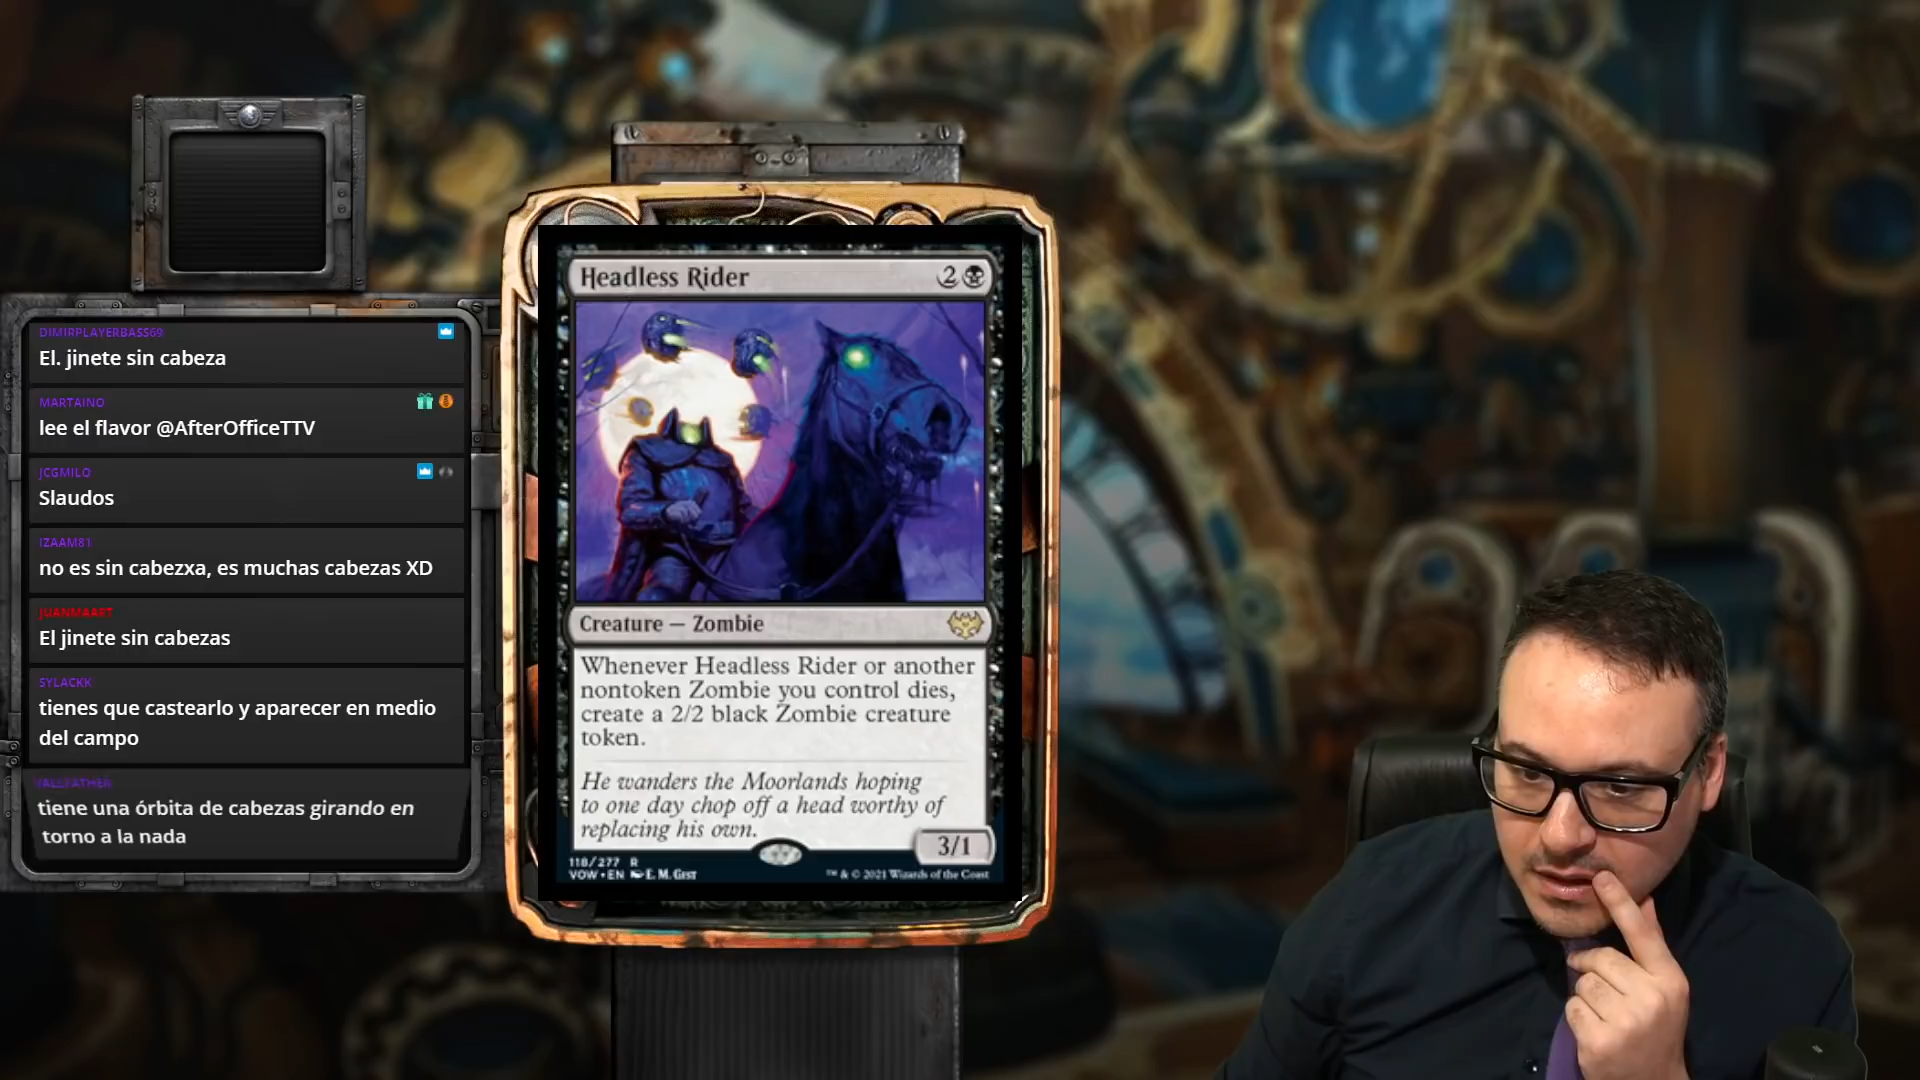 DIMIRPLAYERBASS69
El. jinete sin cabeza
MARTAINO
lee el flavor @AfterOfficeTTV
JCGMILO
Slaudos
IZAAM81
no es sin cabezxa, es muchas cabezas XD
JUANMAART
El jinete sin cabezas
SYLACKK
tienes que castearlo y aparecer en medio
del campo
YALLFATHER
tiene una órbita de cabezas girando en
torno a la nada
Headless Rider 2
Creature — Zombie
Whenever Headless Rider or another
nontoken Zombie you control dies,
create a 2/2 black Zombie creature
token.
He wanders the Moorlands hoping
to one day chop off a head worthy of
replacing his own.
3/1
118/277 R
VOW • EN E. M. Gist
™ & © 2021 Wizards of the Coast